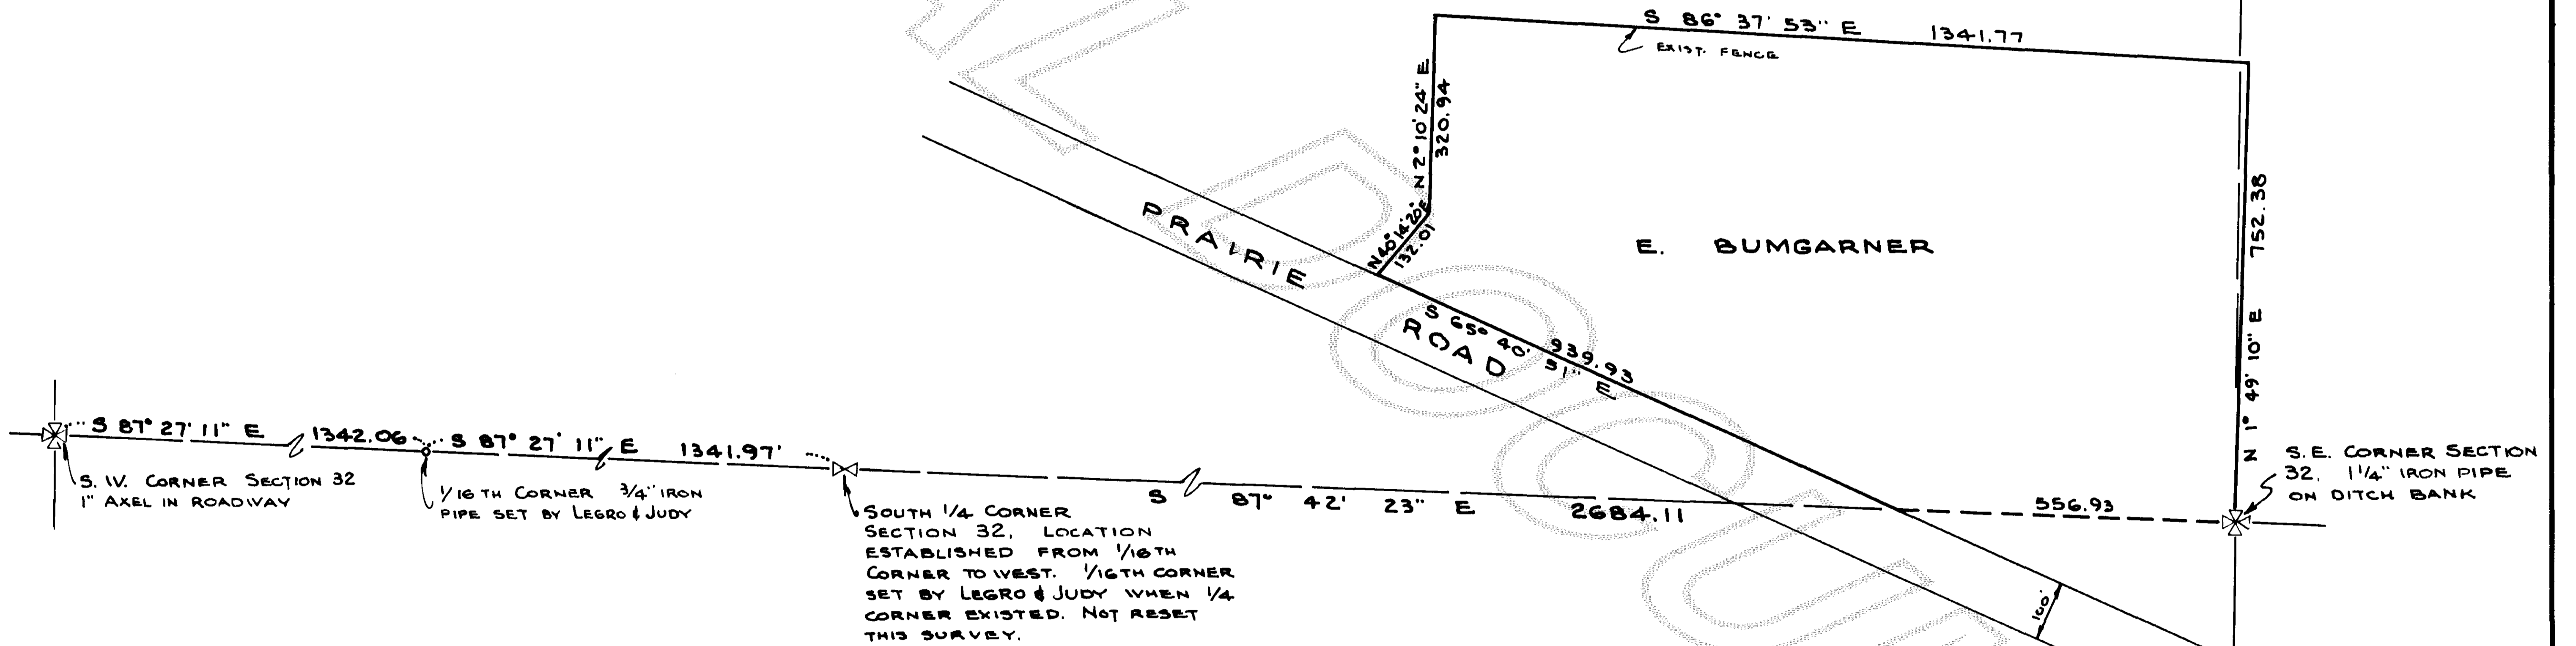 S 86° 37' 53" E 1341.77
EXIST. FENCE
N 2° 10' 24" E
320.94
N 40° 14' 20" E
132.01
PRAIRIE
ROAD
S 65° 40' 31" E
939.93
E. BUMGARNER
N 1° 49' 10" E 752.38
S 87° 27' 11" E 1342.06
S 87° 27' 11" E 1341.97'
S 87° 42' 23" E 2684.11
556.93
S.W. CORNER SECTION 32
1" AXEL IN ROADWAY
1/16 TH CORNER 3/4" IRON
PIPE SET BY LEGRO & JUDY
SOUTH 1/4 CORNER
SECTION 32, LOCATION
ESTABLISHED FROM 1/16TH
CORNER TO WEST. 1/16TH CORNER
SET BY LEGRO & JUDY WHEN 1/4
CORNER EXISTED. NOT RESET
THIS SURVEY.
S.E. CORNER SECTION
32, 1 1/4" IRON PIPE
ON DITCH BANK
100'